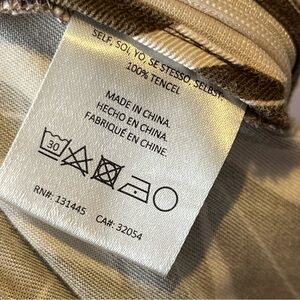 SELF, SOI, YO, SE STESSO, SELBST
100% TENCEL
MADE IN CHINA.
HECHO EN CHINA.
FABRIQUÉ EN CHINE
30
RN#: 131445 CA#: 32054